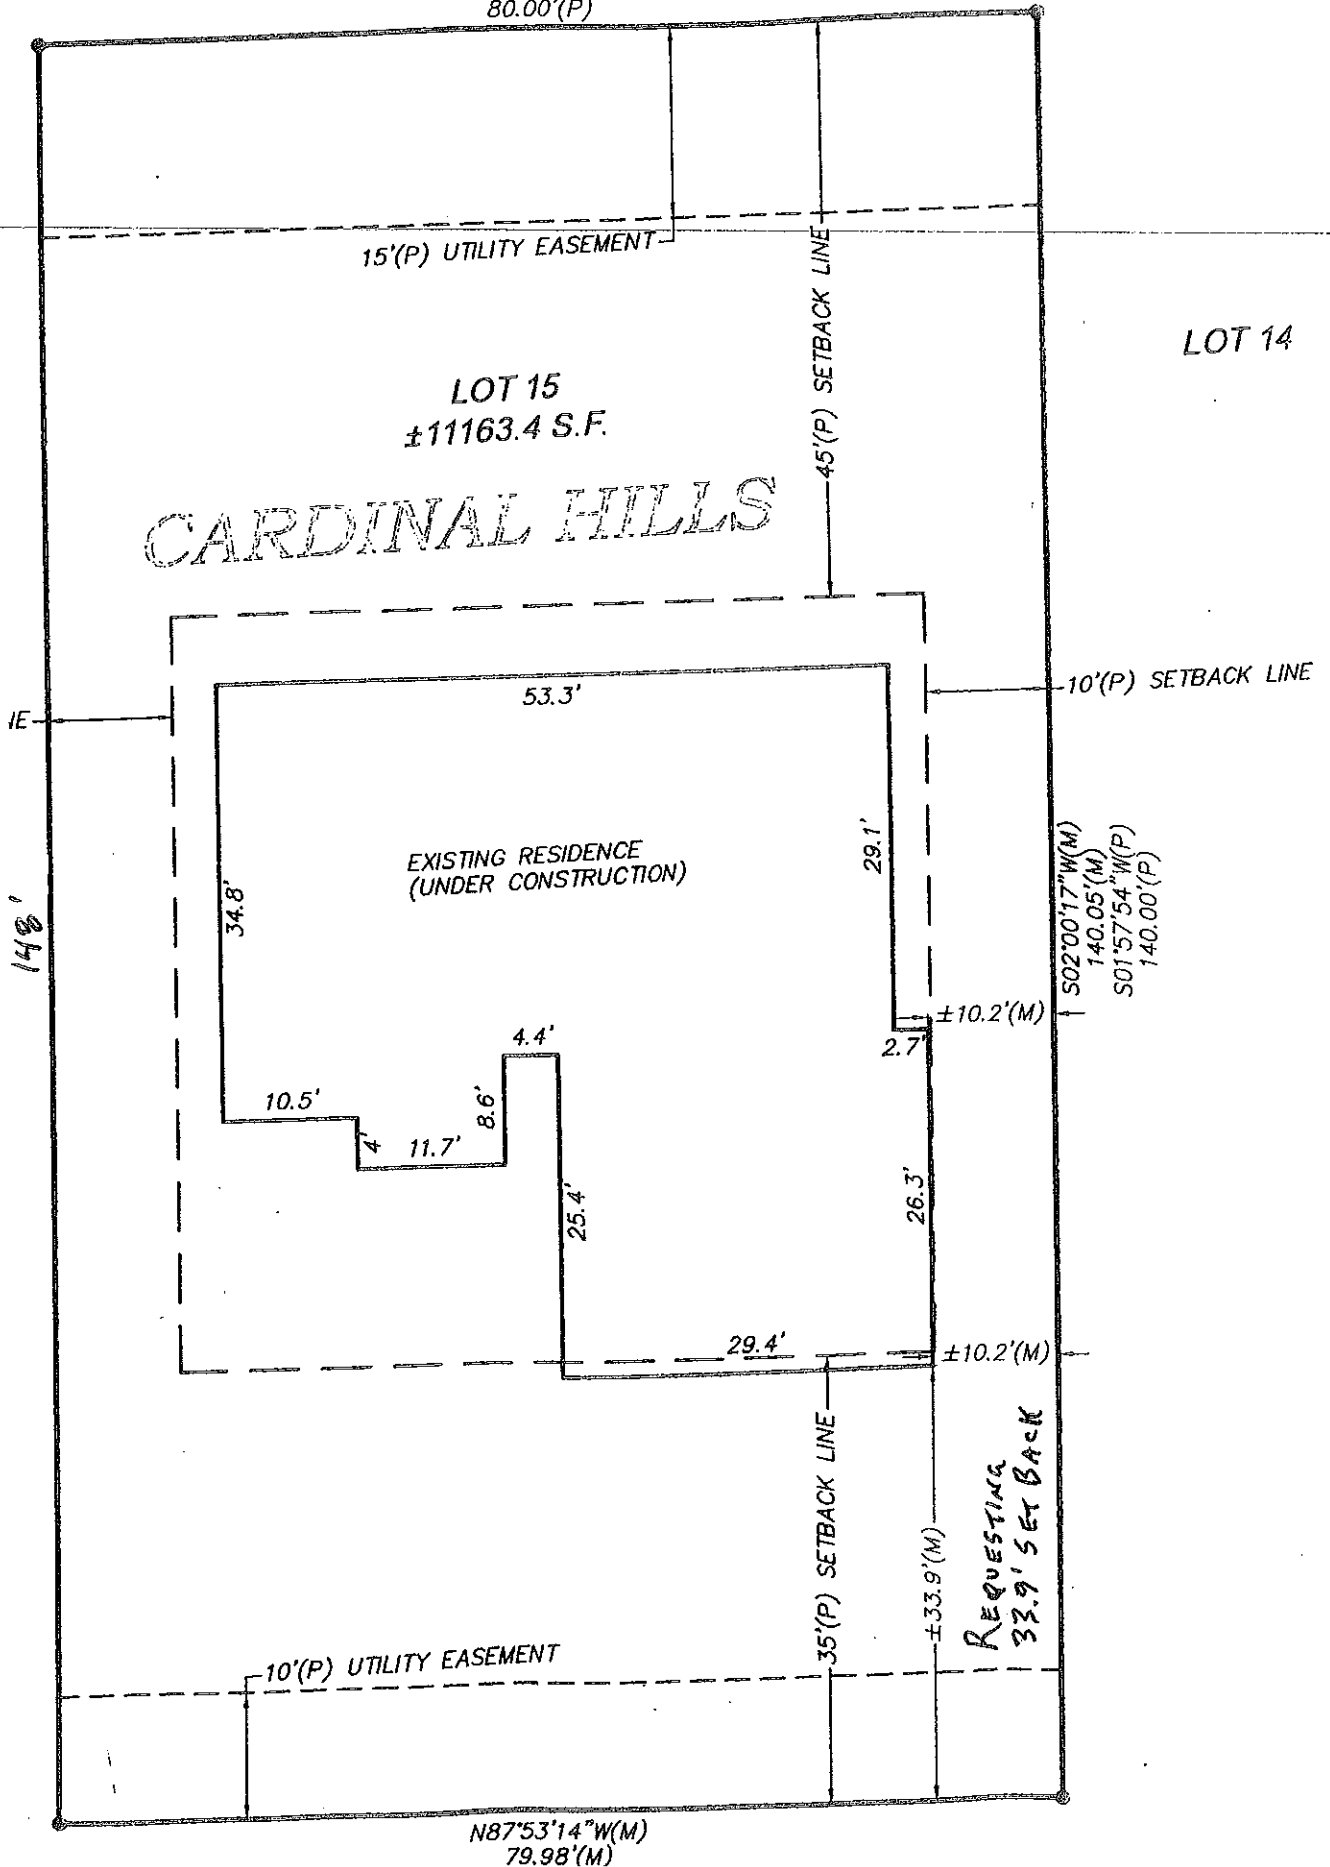 80.00'(P)
15'(P) UTILITY EASEMENT
45'(P) SETBACK LINE
LOT 14
LOT 15
±11163.4 S.F.
CARDINAL HILLS
10'(P) SETBACK LINE
53.3'
29.1'
EXISTING RESIDENCE
(UNDER CONSTRUCTION)
34.8'
148'
S02°00'17"W(M)
140.05'(M)
S01°57'54"W(P)
140.00'(P)
±10.2'(M)
2.7'
4.4'
10.5'
4'
11.7'
8.6'
25.4'
26.3'
29.4'
±10.2'(M)
35'(P) SETBACK LINE
±33.9'(M)
REQUESTING
33.9' SET BACK
10'(P) UTILITY EASEMENT
N87°53'14"W(M)
79.98'(M)